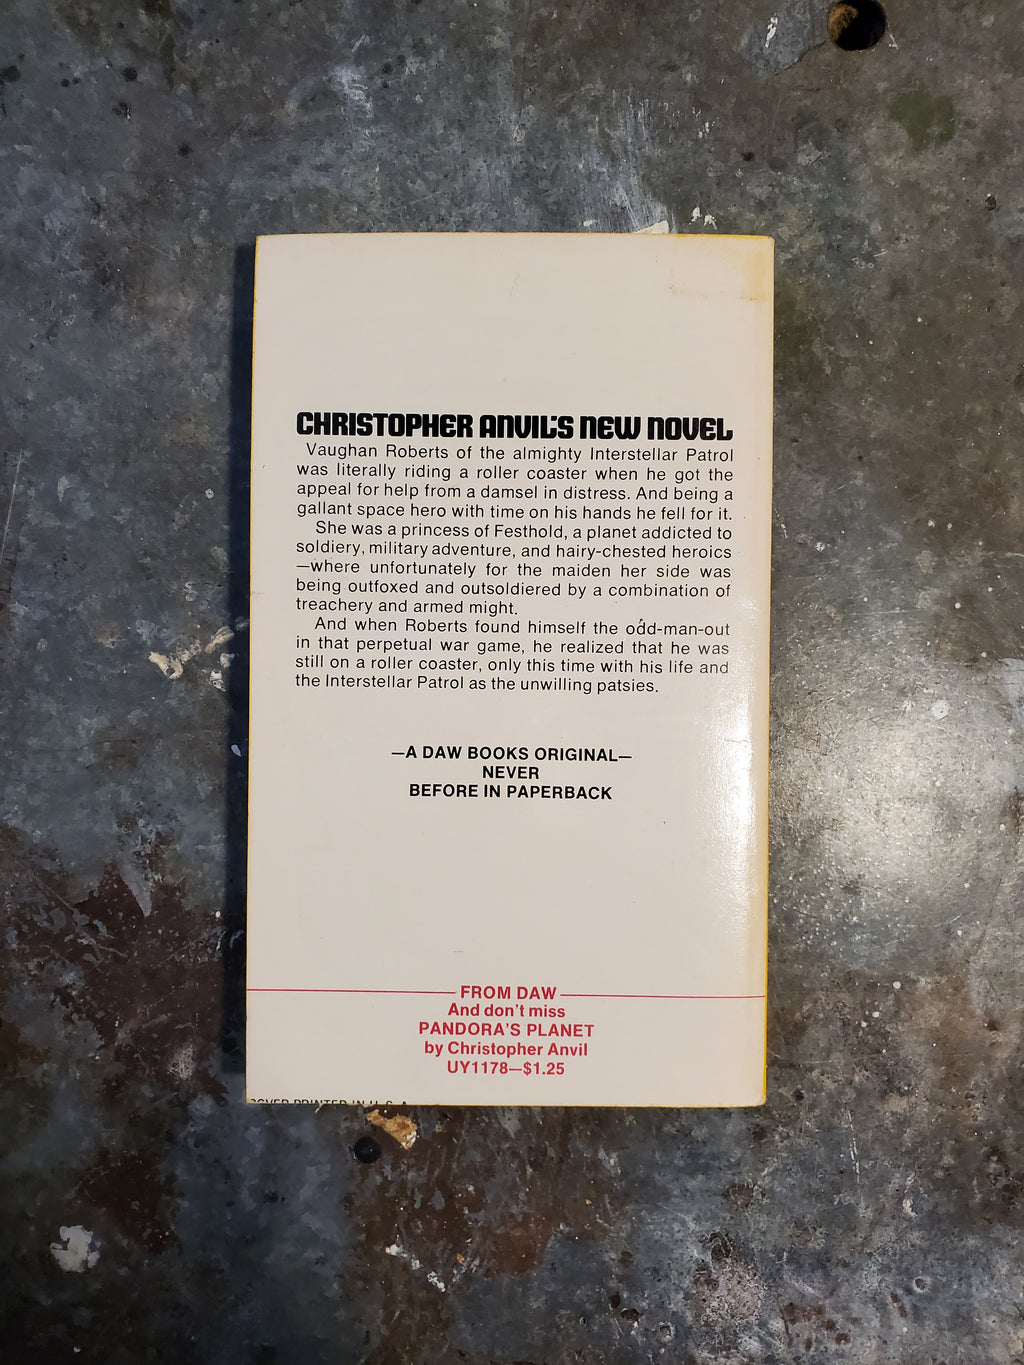 CHRISTOPHER ANVIL'S NEW NOVEL
Vaughan Roberts of the almighty Interstellar Patrol
was literally riding a roller coaster when he got the
appeal for help from a damsel in distress. And being a
gallant space hero with time on his hands he fell for it.
She was a princess of Festhold, a planet addicted to
soldiery, military adventure, and hairy-chested heroics
—where unfortunately for the maiden her side was
being outfoxed and outsoldiered by a combination of
treachery and armed might.
And when Roberts found himself the odd-man-out
in that perpetual war game, he realized that he was
still on a roller coaster, only this time with his life and
the Interstellar Patrol as the unwilling patsies.
—A DAW BOOKS ORIGINAL—
NEVER
BEFORE IN PAPERBACK
FROM DAW
And don't miss
PANDORA'S PLANET
by Christopher Anvil
UY1178—$1.25
COVER PRINTED IN U.S.A.